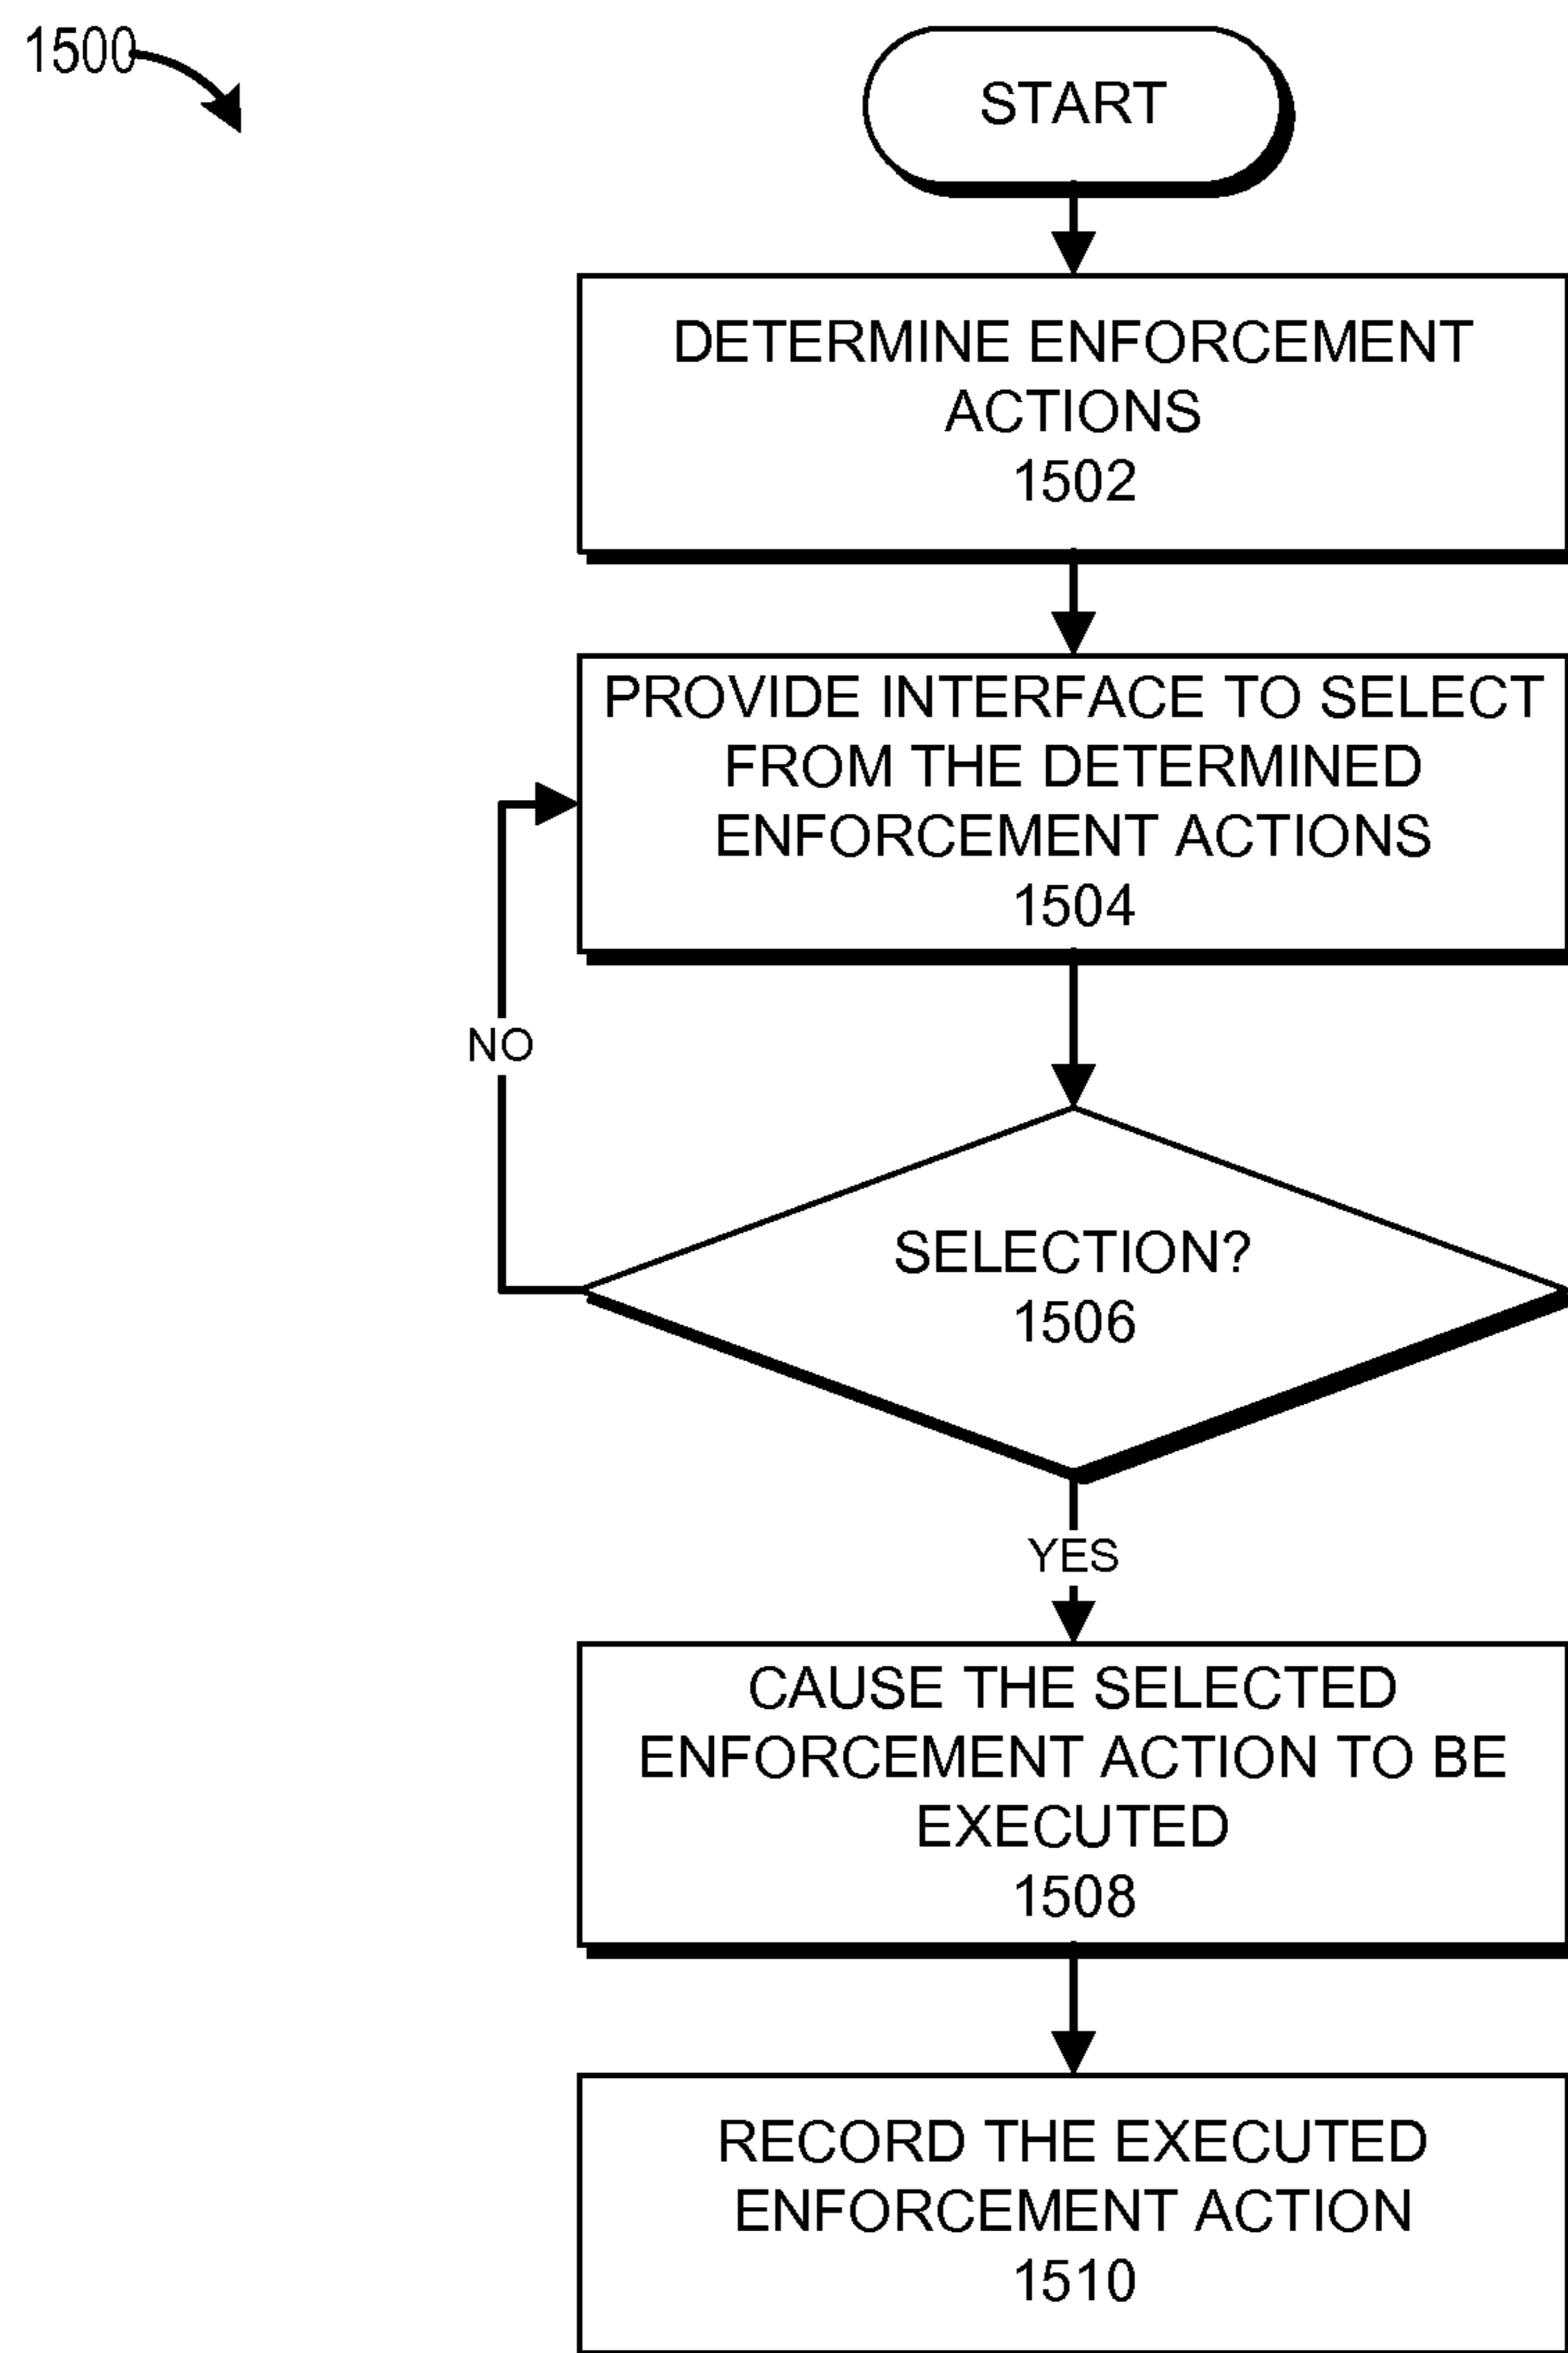 1500
START
DETERMINE ENFORCEMENT
ACTIONS
1502
PROVIDE INTERFACE TO SELECT
FROM THE DETERMINED
ENFORCEMENT ACTIONS
1504
NO
SELECTION?
1506
YES
CAUSE THE SELECTED
ENFORCEMENT ACTION TO BE
EXECUTED
1508
RECORD THE EXECUTED
ENFORCEMENT ACTION
1510